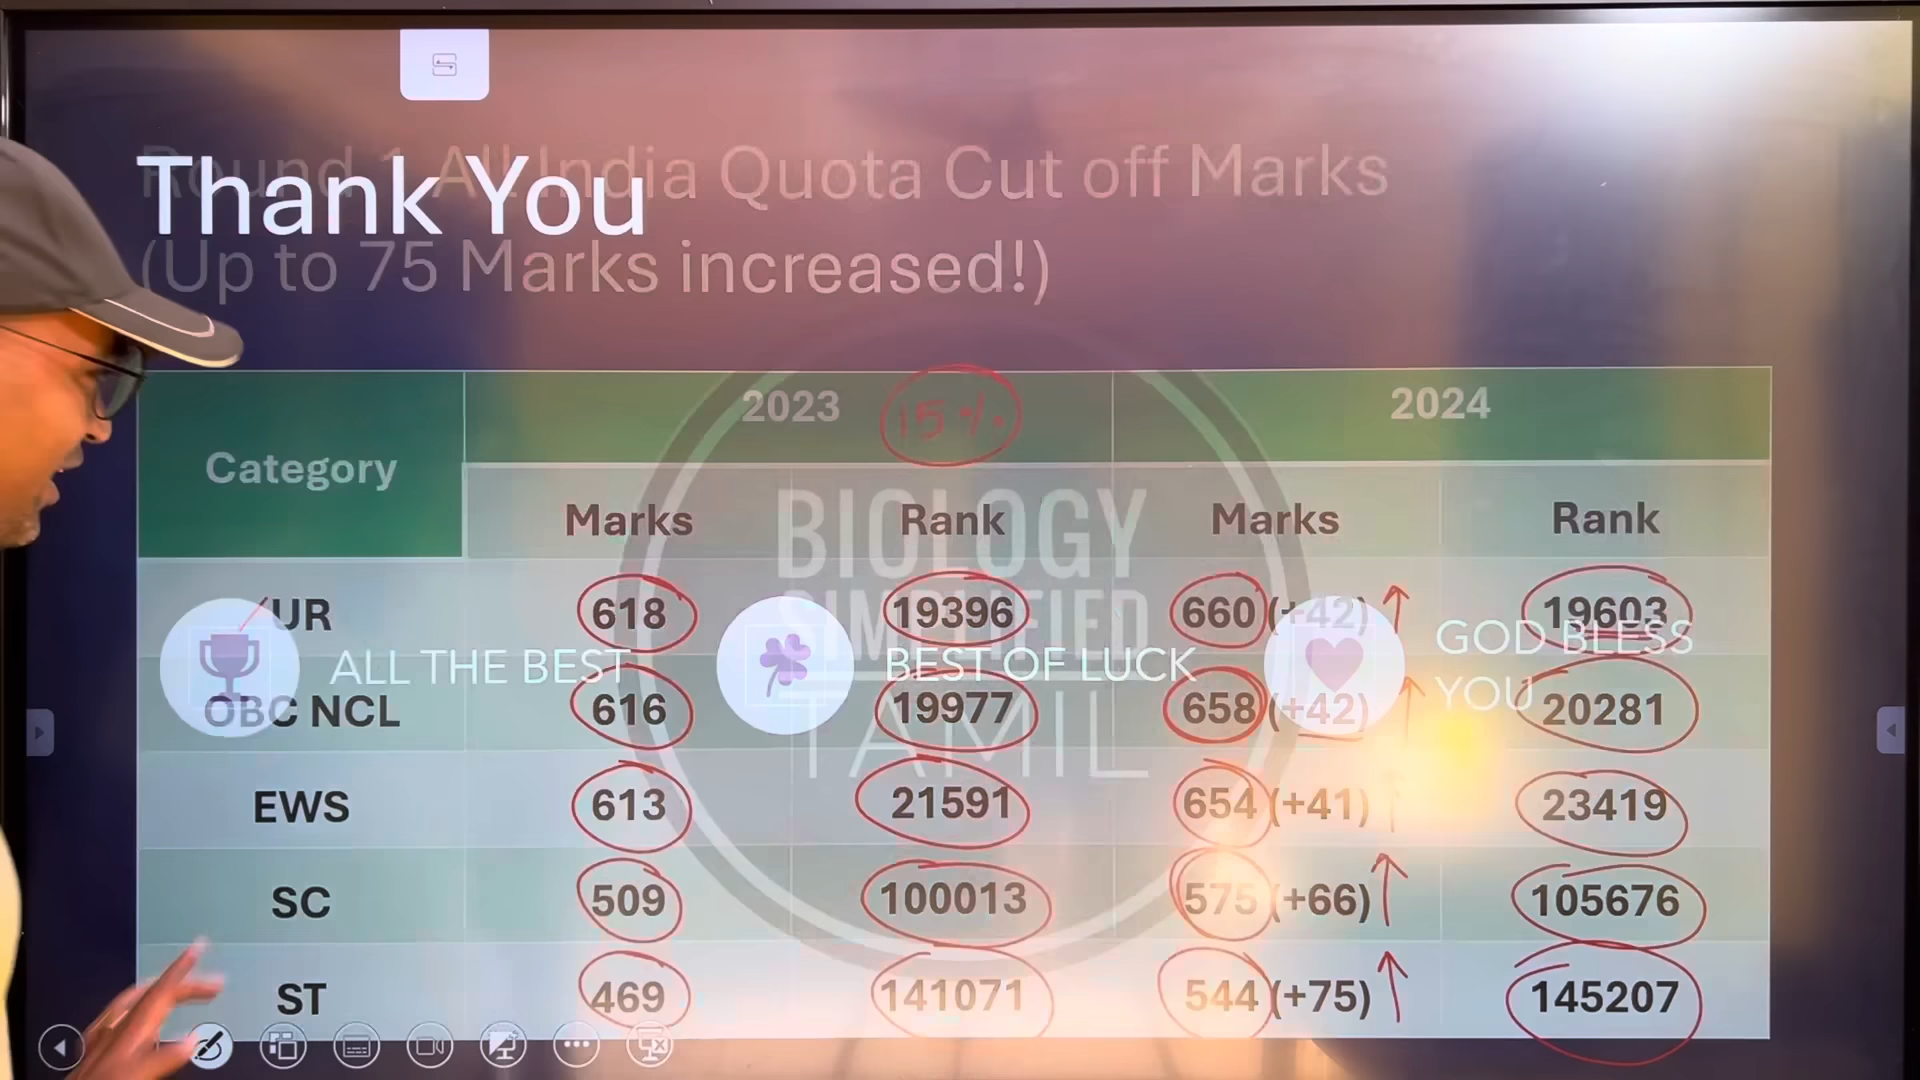 Thank You
Round 1 All India Quota Cut off Marks
(Up to 75 Marks increased!)
Category
2023
15%
2024
Marks
Rank
Marks
Rank
UR
618
19396
660 (+42)
19603
ALL THE BEST
BEST OF LUCK
GOD BLESS
YOU
OBC NCL
616
19977
658 (+42)
20281
EWS
613
21591
654 (+41)
23419
SC
509
100013
575 (+66)
105676
ST
469
141071
544 (+75)
145207
BIOLOGY
SIMPLIFIED
TAMIL